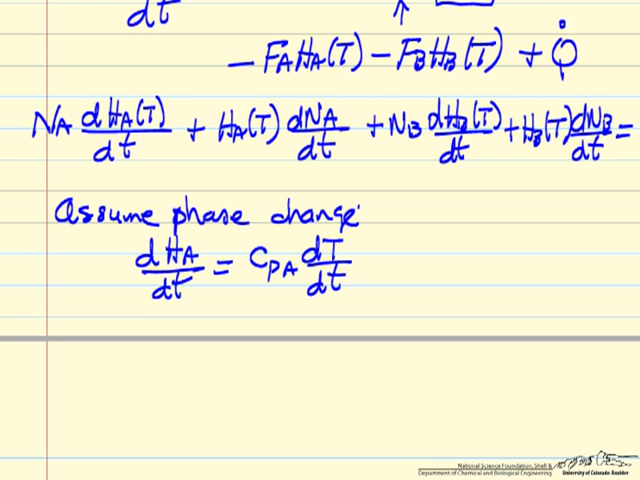 dt
↑
− F_A H_A(T) − F_B H_B(T) + Q̇
N_A dH_A(T)/dt + H_A(T) dN_A/dt + N_B dH_B(T)/dt + H_B(T) dN_B/dt =
Assume phase change
dH_A/dt = C_PA dT/dt
National Science Foundation, Shell &
Department of Chemical and Biological Engineering
University of Colorado Boulder